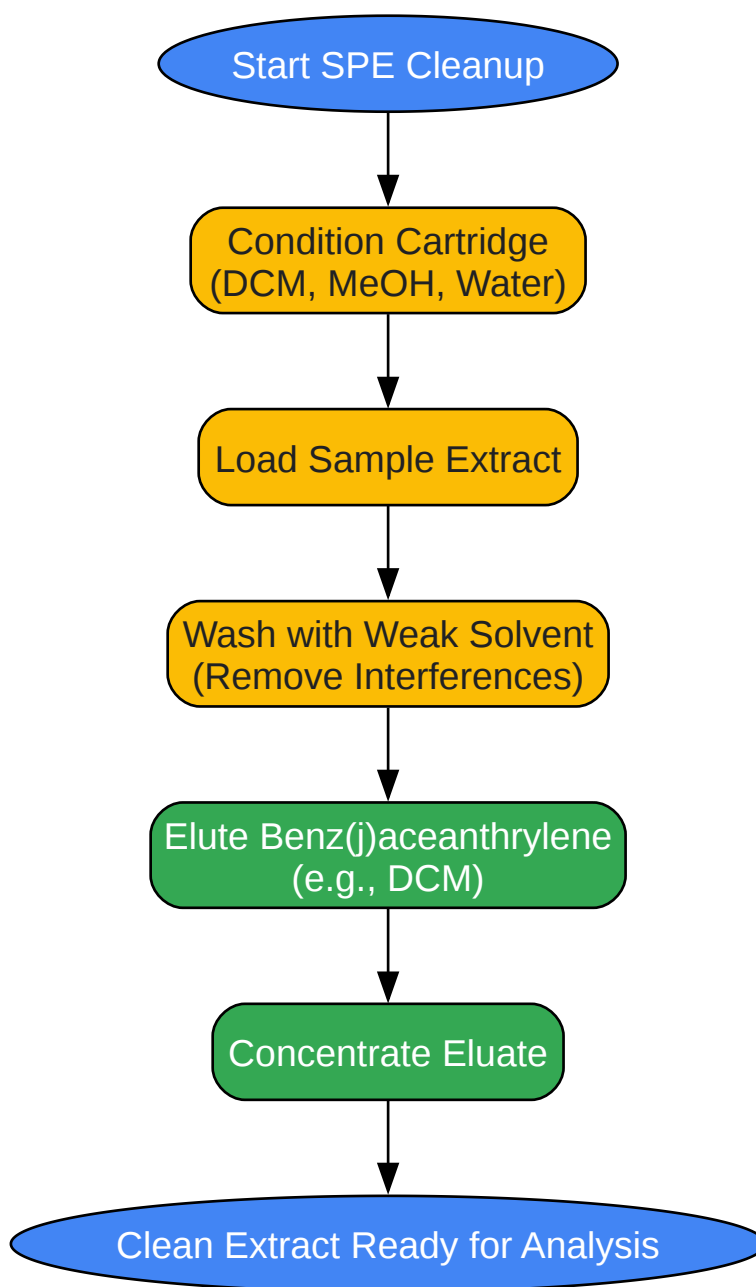 Start SPE Cleanup
Condition Cartridge
(DCM, MeOH, Water)
Load Sample Extract
Wash with Weak Solvent
(Remove Interferences)
Elute Benz(j)aceanthrylene
(e.g., DCM)
Concentrate Eluate
Clean Extract Ready for Analysis